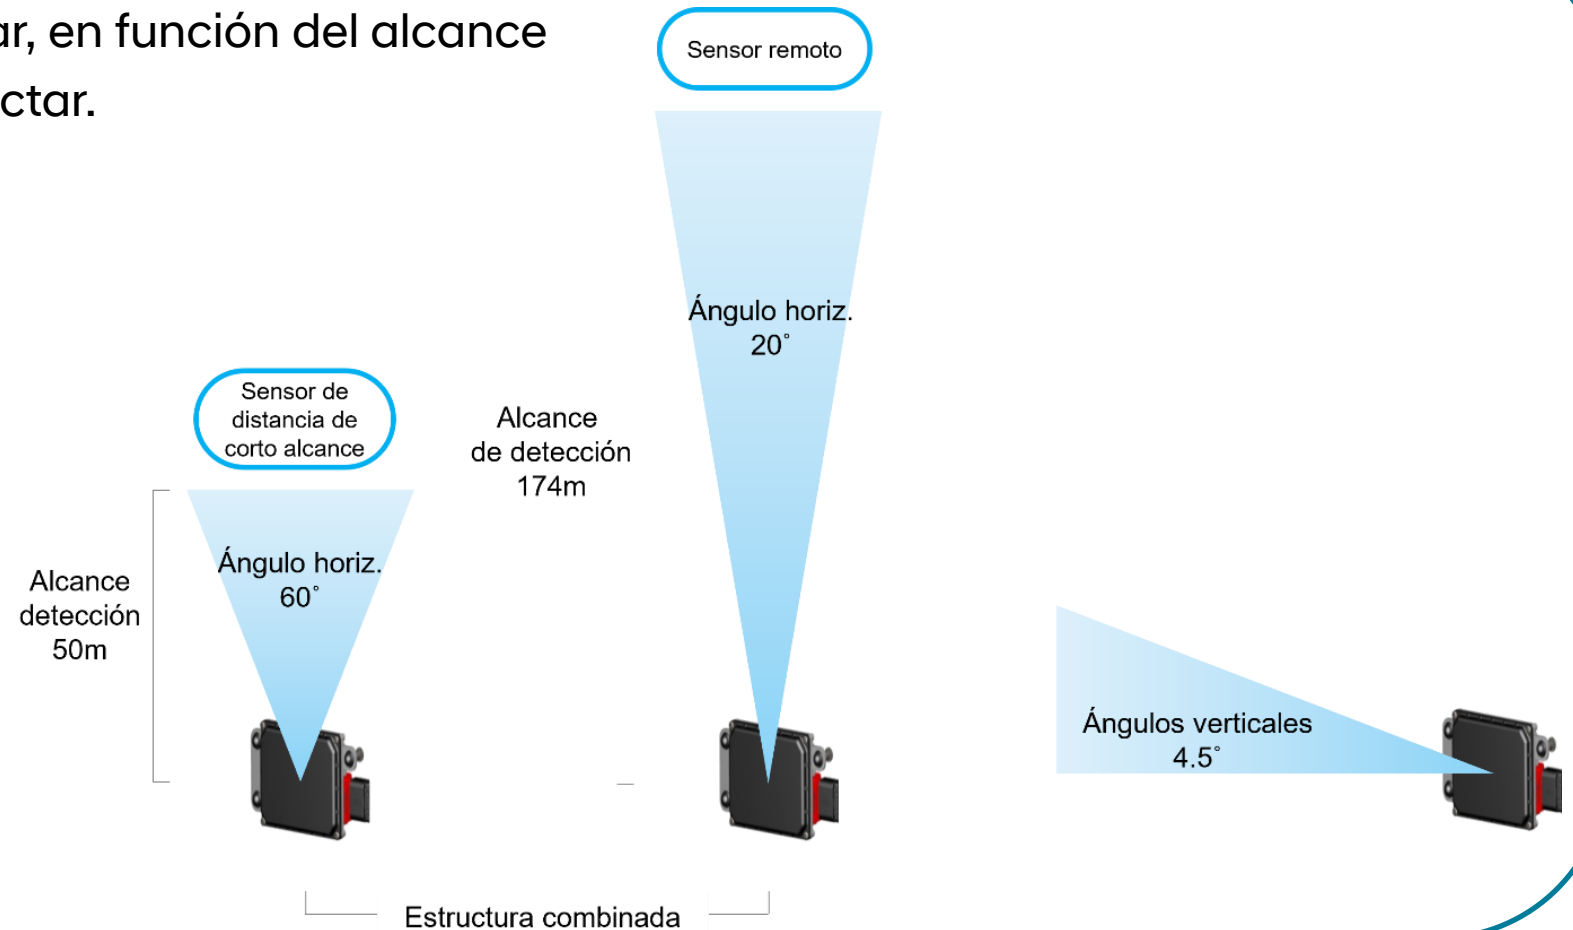 ar, en función del alcance
ctar.
Sensor remoto
Ángulo horiz.
20°
Sensor de
distancia de
corto alcance
Alcance
de detección
174m
Ángulo horiz.
60°
Alcance
detección
50m
Ángulos verticales
4.5°
Estructura combinada